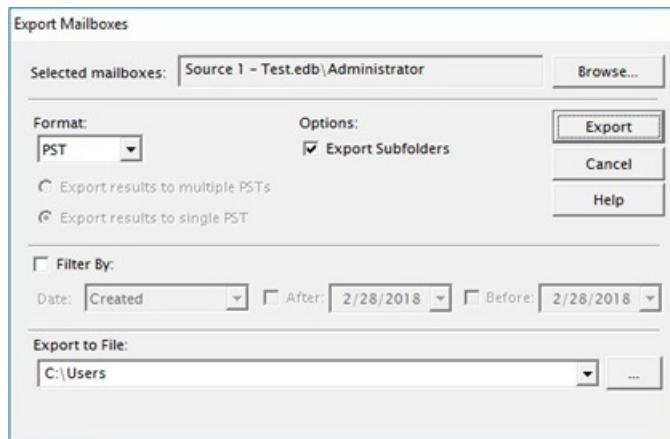 Export Mailboxes
Selected mailboxes: Source 1 - Test.edb\Administrator Browse...
Format: Options: Export
PST Export Subfolders
Cancel
Export results to multiple PSTs
Help
Export results to single PST
Filter By:
Date: Created After: 2/28/2018 Before: 2/28/2018
Export to File:
C:\Users ...